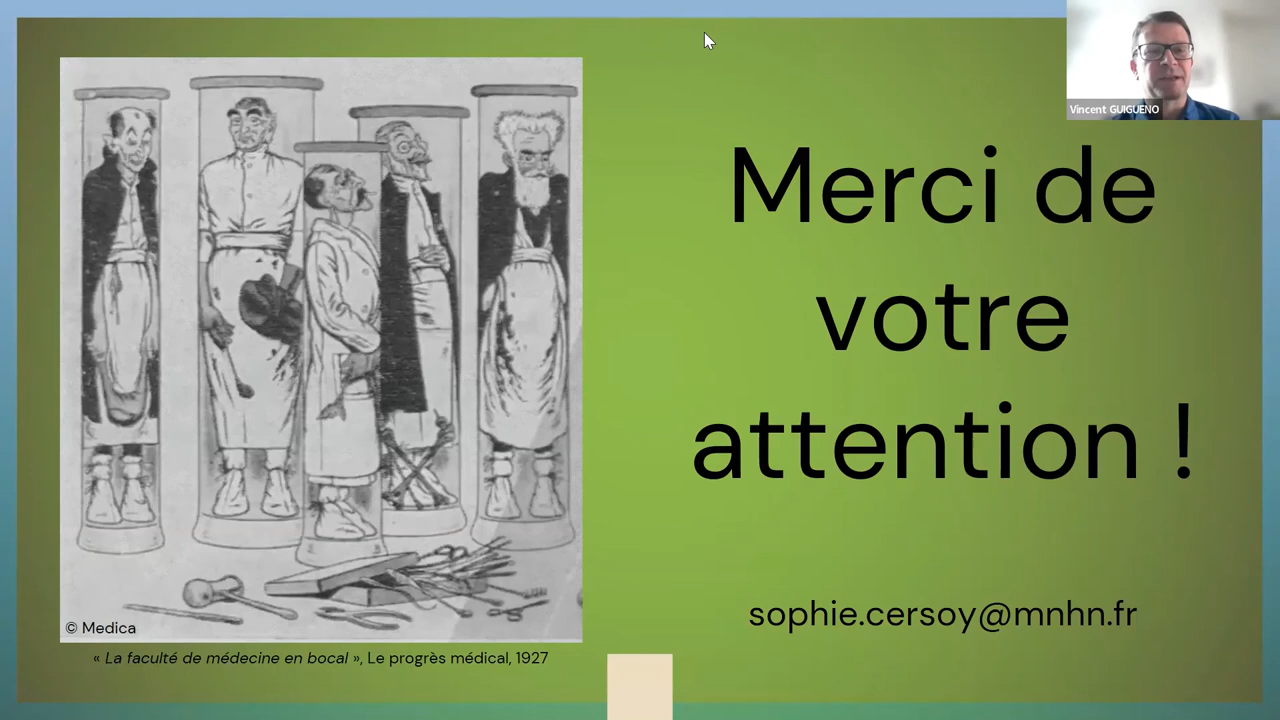 Vincent GUIGUENO
Merci de
votre
attention !
sophie.cersoy@mnhn.fr
© Medica
« La faculté de médecine en bocal », Le progrès médical, 1927